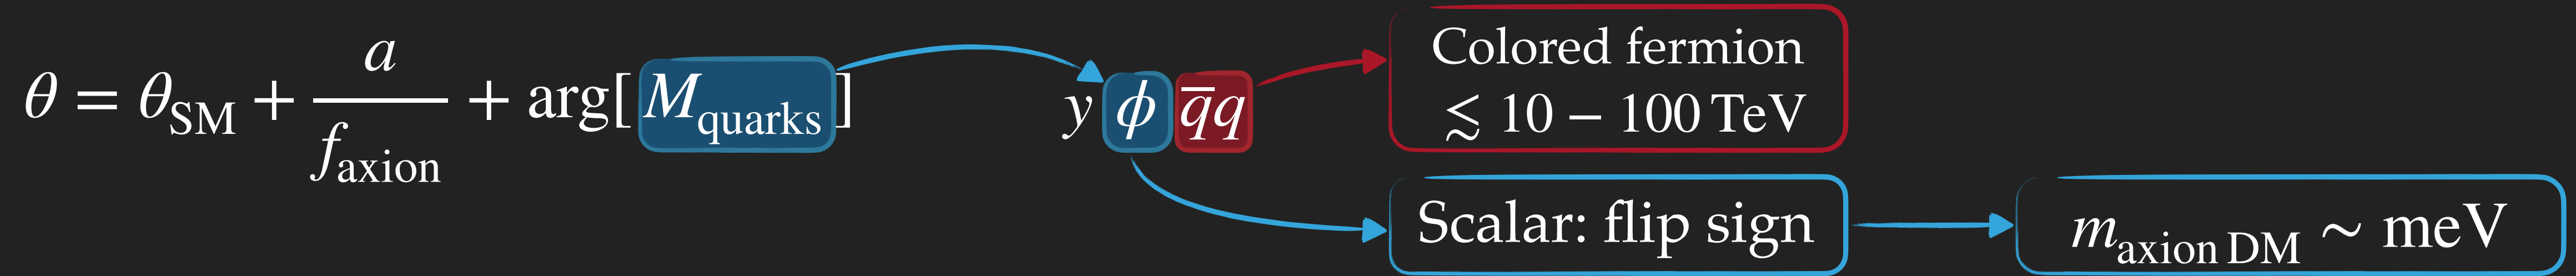 θ = θ_SM + a / f_axion + arg[ M_quarks ]
y ϕ q̅q
Colored fermion
≲ 10 − 100 TeV
Scalar: flip sign
m_axion DM ∼ meV